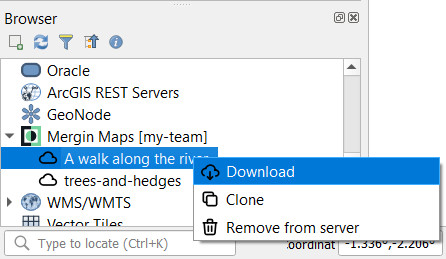 Browser
Oracle
ArcGIS REST Servers
GeoNode
Mergin Maps [my-team]
A walk along the river
Download
trees-and-hedges
Clone
WMS/WMTS
Remove from server
Vector Tiles
Type to locate (Ctrl+K)
oordinat
-1.336°,-2.206°